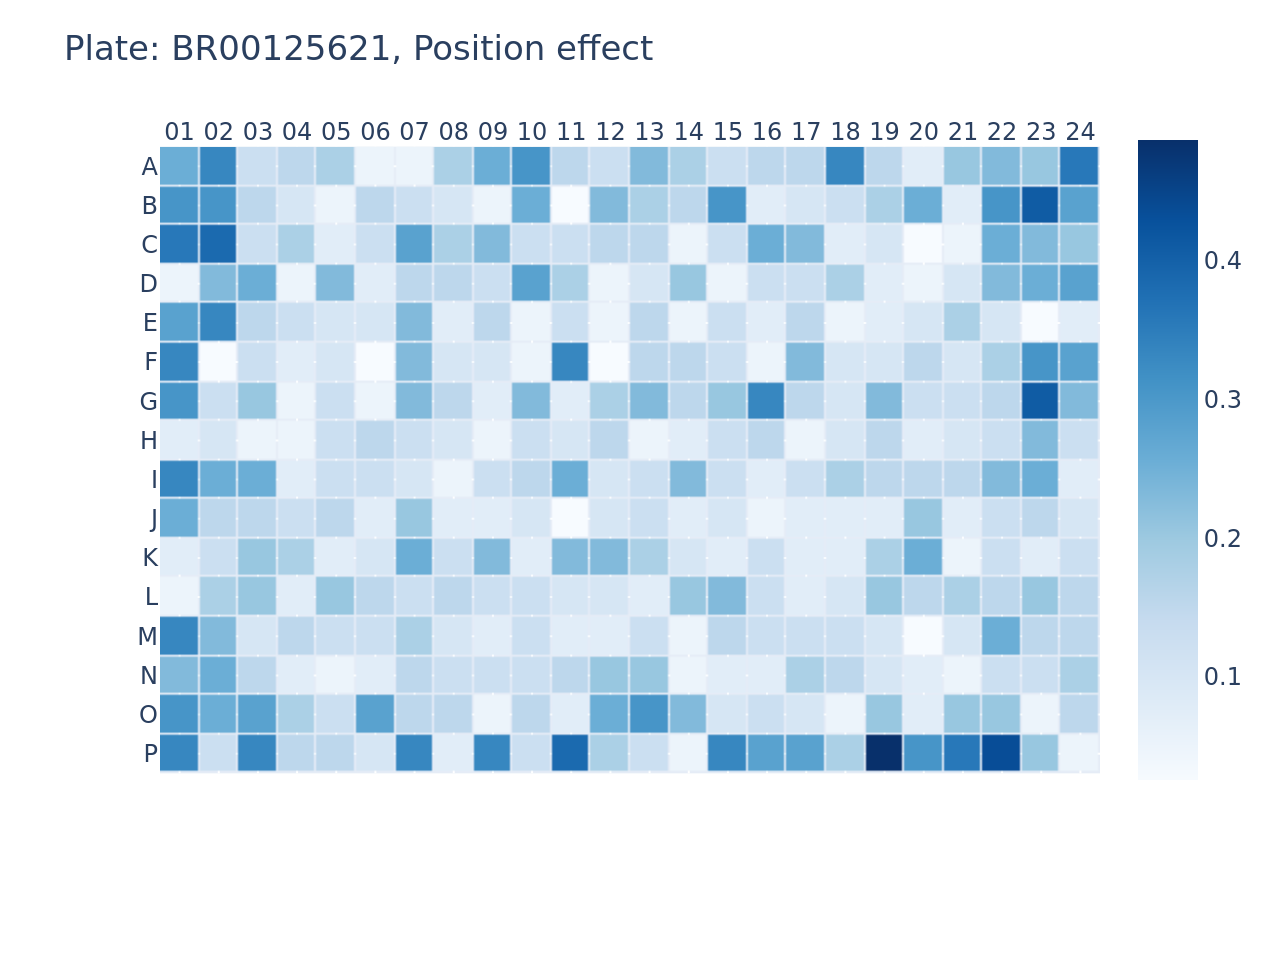 Plate: BR00125621, Position effect
01 02 03 04 05 06 07 08 09 10 11 12 13 14 15 16 17 18 19 20 21 22 23 24
A
B
C
D
E
F
G
H
I
J
K
L
M
N
O
P
0.4
0.3
0.2
0.1